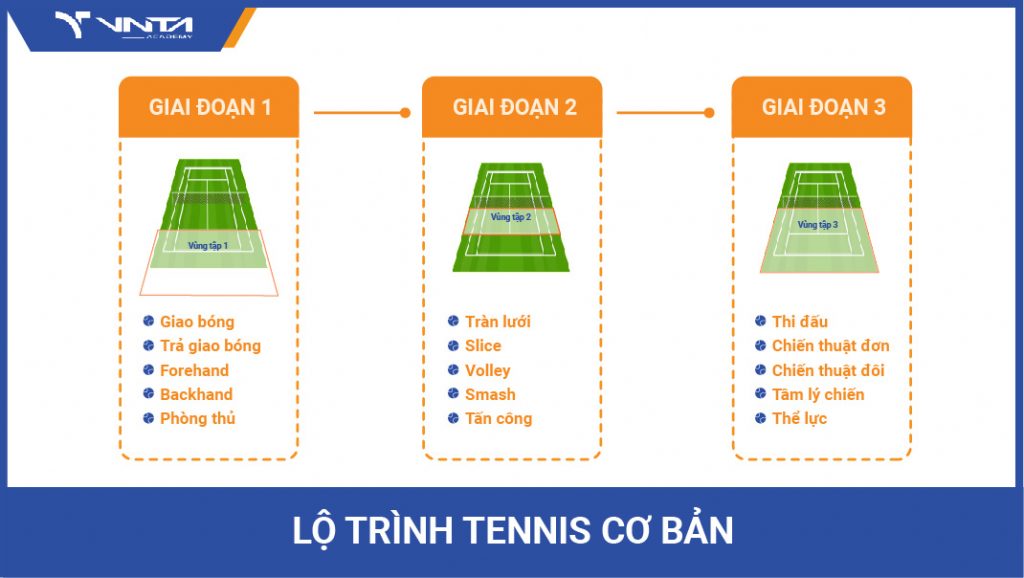 VNTA
ACADEMY
GIAI ĐOẠN 1
Vùng tập 1
Giao bóng
Trả giao bóng
Forehand
Backhand
Phòng thủ
GIAI ĐOẠN 2
Vùng tập 2
Tràn lưới
Slice
Volley
Smash
Tấn công
GIAI ĐOẠN 3
Vùng tập 3
Thi đấu
Chiến thuật đơn
Chiến thuật đôi
Tâm lý chiến
Thể lực
LỘ TRÌNH TENNIS CƠ BẢN